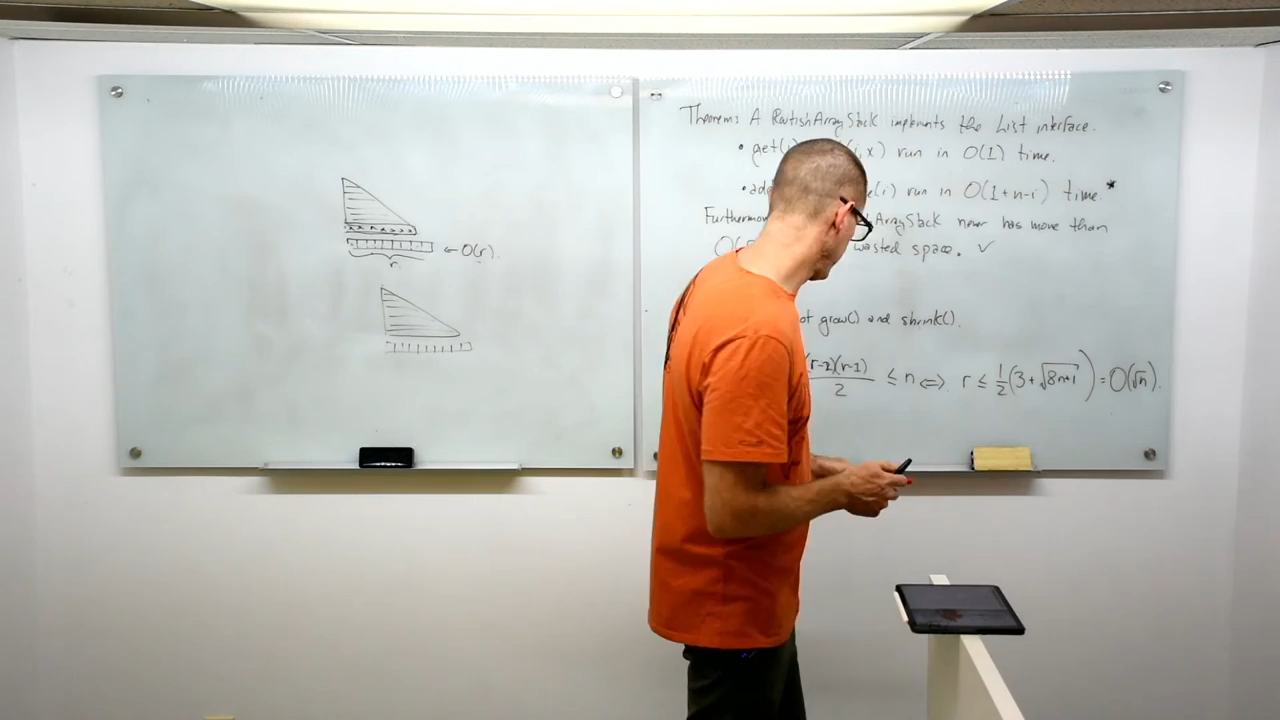 ← O(r).
r
Theorem: A RootishArrayStack implements the List interface.
• get(i) (i,x) run in O(1) time.
• add e(i) run in O(1+n-i) time.*
Furthermore ArrayStack never has more than
wasted space. ✓
ot grow() and shrink().
(r-2)(r-1)/2 ≤ n ⇔ r ≤ 1/2(3+√8n+1) = O(√n).